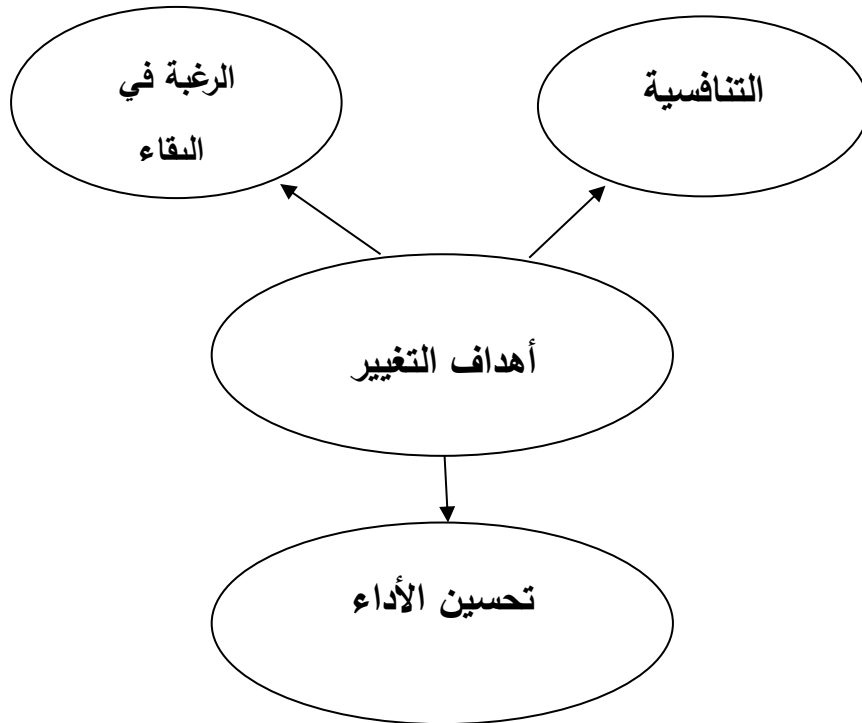 التنافسية
الرغبة في
البقاء
أهداف التغيير
تحسين الأداء